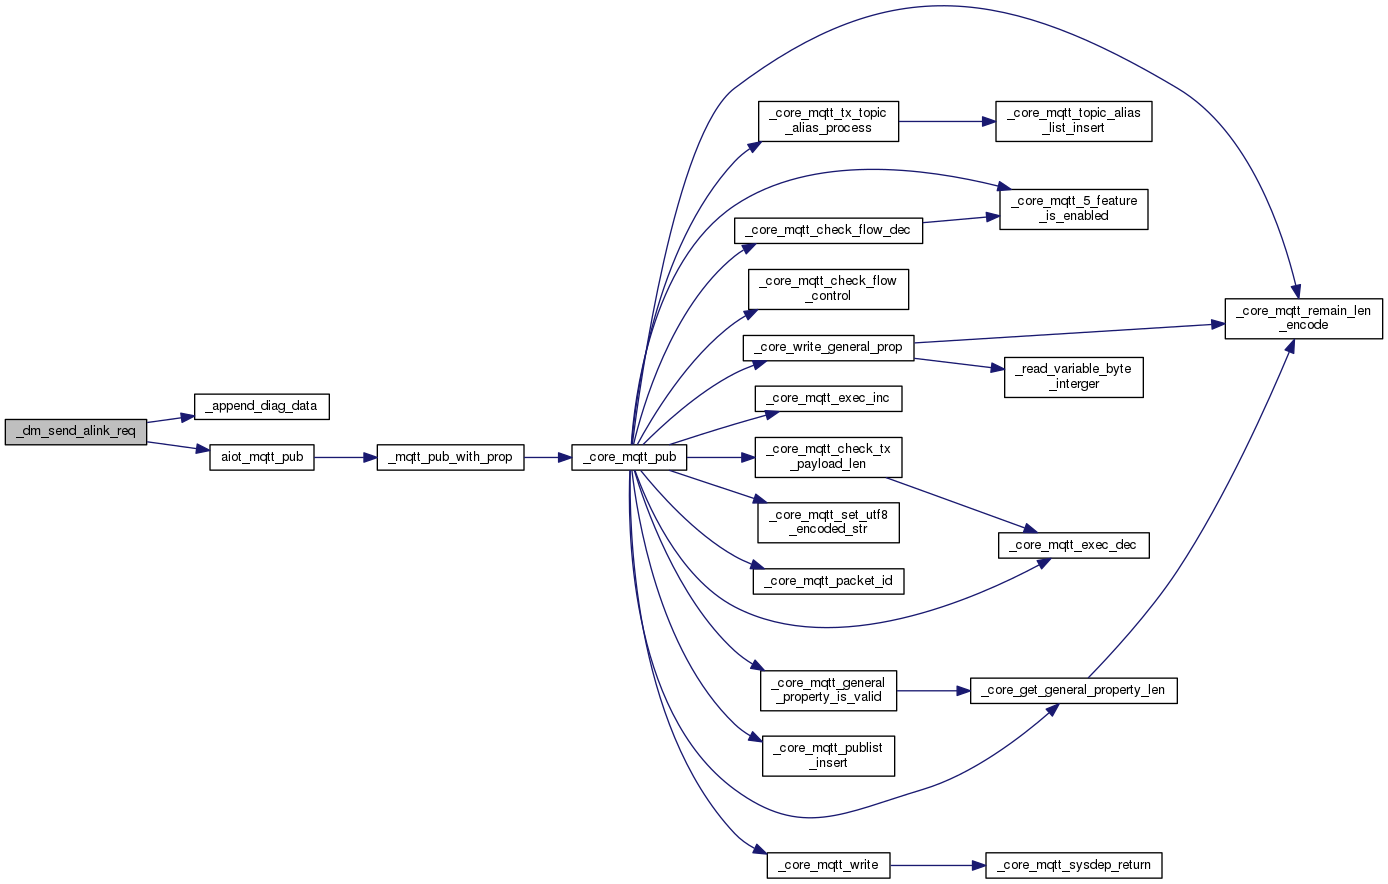 _core_mqtt_tx_topic
_alias_process
_core_mqtt_topic_alias
_list_insert
_core_mqtt_5_feature
_is_enabled
_core_mqtt_check_flow_dec
_core_mqtt_check_flow
_control
_core_mqtt_remain_len
_encode
_core_write_general_prop
_read_variable_byte
_interger
_core_mqtt_exec_inc
_append_diag_data
_dm_send_alink_req
aiot_mqtt_pub
_mqtt_pub_with_prop
_core_mqtt_pub
_core_mqtt_check_tx
_payload_len
_core_mqtt_set_utf8
_encoded_str
_core_mqtt_exec_dec
_core_mqtt_packet_id
_core_mqtt_general
_property_is_valid
_core_get_general_property_len
_core_mqtt_publist
_insert
_core_mqtt_write
_core_mqtt_sysdep_return